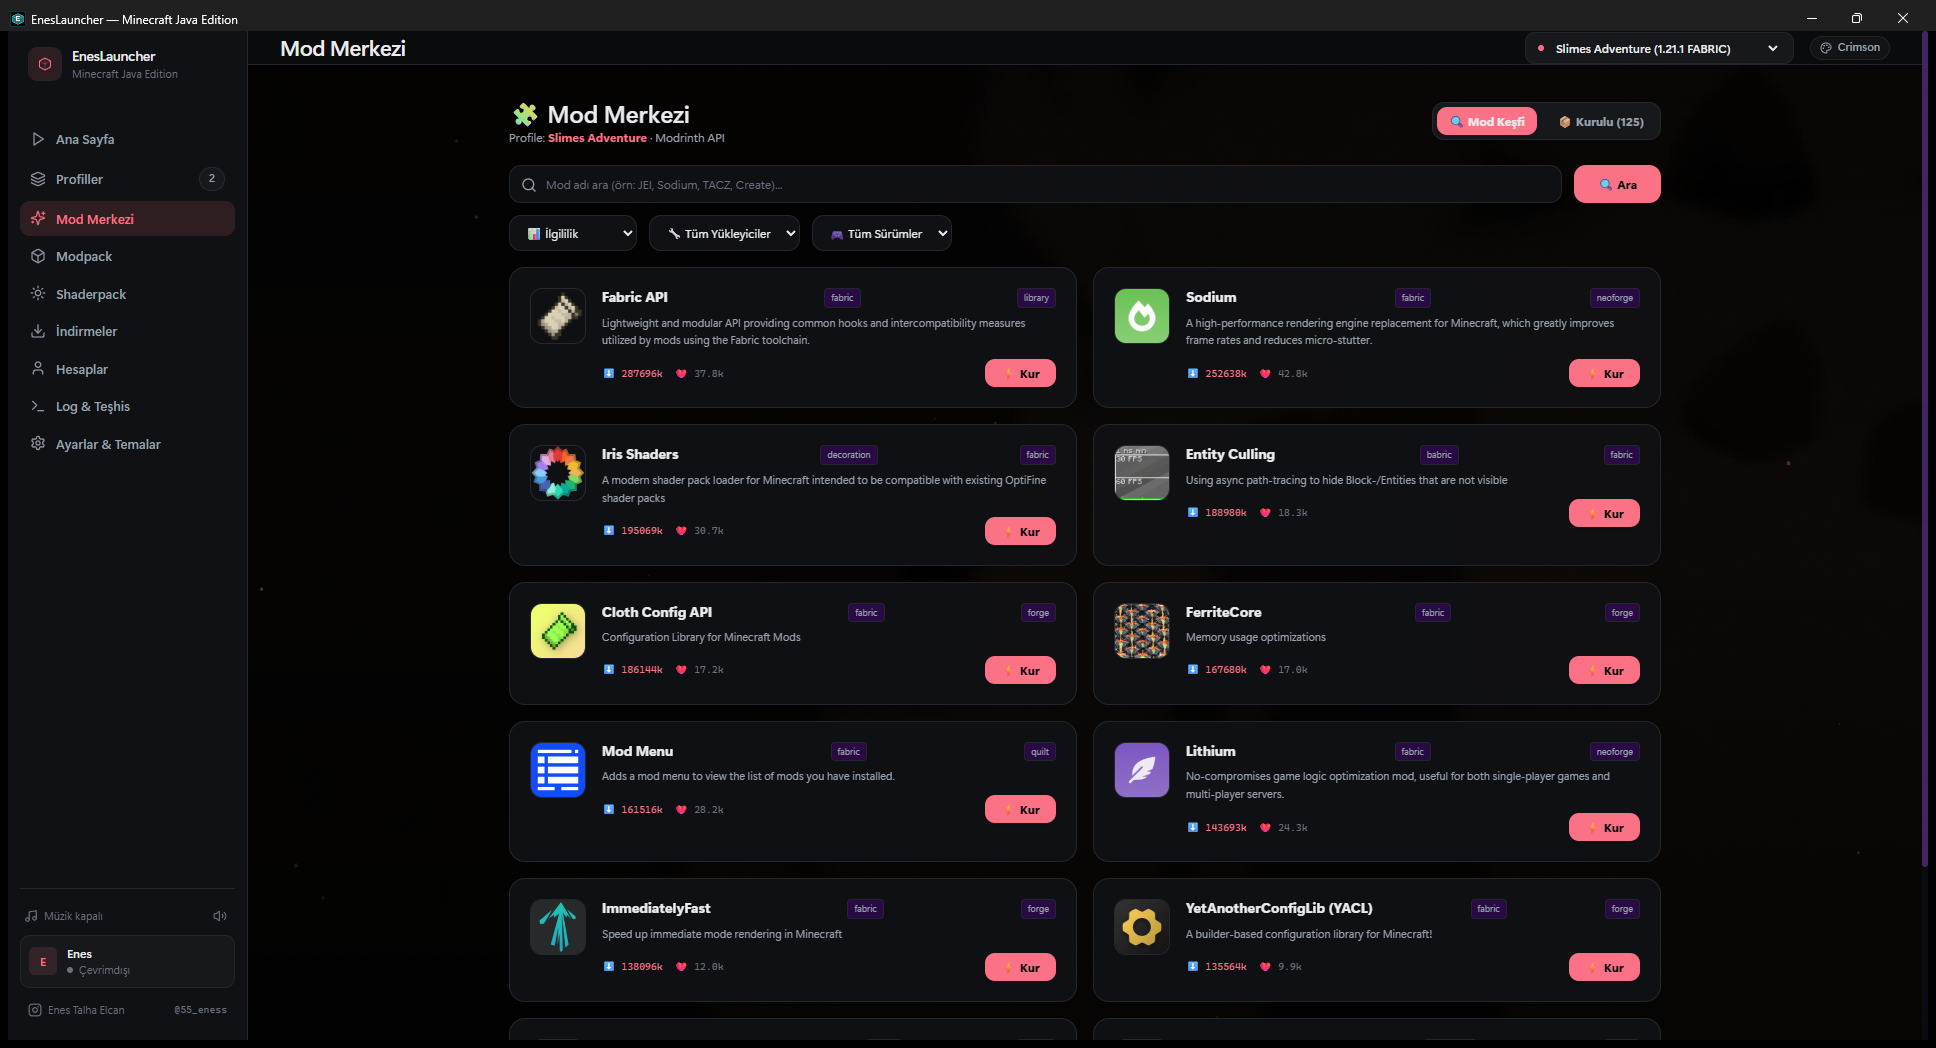 EnesLauncher — Minecraft Java Edition
EnesLauncher
Minecraft Java Edition
Ana Sayfa
Profiller 2
Mod Merkezi
Modpack
Shaderpack
İndirmeler
Hesaplar
Log & Teşhis
Ayarlar & Temalar
Müzik kapalı
E Enes
Çevrimdışı
Enes Talha Elcan @55_eness
Mod Merkezi
Slimes Adventure (1.21.1 FABRIC)
Crimson
Mod Merkezi
Profile: Slimes Adventure · Modrinth API
Mod Keşfi
Kurulu (125)
Mod adı ara (örn: JEI, Sodium, TACZ, Create)...
Ara
İlgililik
Tüm Yükleyiciler
Tüm Sürümler
Fabric API fabric library
Lightweight and modular API providing common hooks and intercompatibility measures
utilized by mods using the Fabric toolchain.
287696k 37.8k Kur
Sodium fabric neoforge
A high-performance rendering engine replacement for Minecraft, which greatly improves
frame rates and reduces micro-stutter.
252638k 42.8k Kur
Iris Shaders decoration fabric
A modern shader pack loader for Minecraft intended to be compatible with existing OptiFine
shader packs
195069k 30.7k Kur
30 FPS
60 FPS
Entity Culling babric fabric
Using async path-tracing to hide Block-/Entities that are not visible
188980k 18.3k Kur
Cloth Config API fabric forge
Configuration Library for Minecraft Mods
186144k 17.2k Kur
FerriteCore fabric forge
Memory usage optimizations
167680k 17.0k Kur
Mod Menu fabric quilt
Adds a mod menu to view the list of mods you have installed.
161516k 28.2k Kur
Lithium fabric neoforge
No-compromises game logic optimization mod, useful for both single-player games and
multi-player servers.
143693k 24.3k Kur
ImmediatelyFast fabric forge
Speed up immediate mode rendering in Minecraft
138096k 12.0k Kur
YetAnotherConfigLib (YACL) fabric forge
A builder-based configuration library for Minecraft!
135564k 9.9k Kur